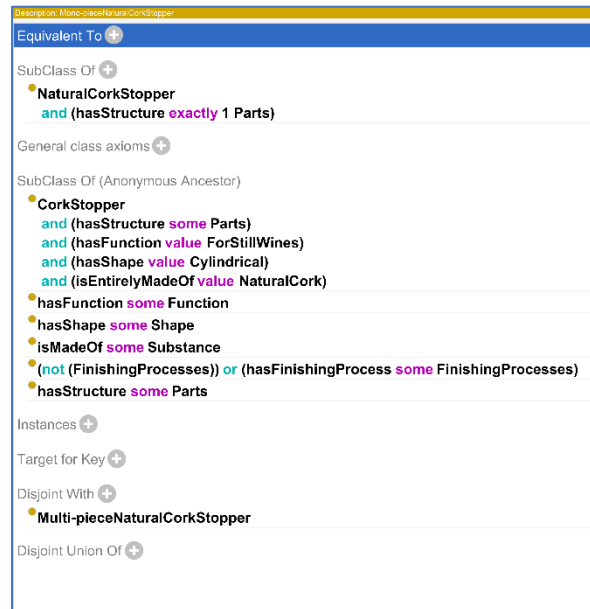 Description: Mono-pieceNaturalCorkStopper
Equivalent To
SubClass Of
NaturalCorkStopper
and (hasStructure exactly 1 Parts)
General class axioms
SubClass Of (Anonymous Ancestor)
CorkStopper
and (hasStructure some Parts)
and (hasFunction value ForStillWines)
and (hasShape value Cylindrical)
and (isEntirelyMadeOf value NaturalCork)
hasFunction some Function
hasShape some Shape
isMadeOf some Substance
(not (FinishingProcesses)) or (hasFinishingProcess some FinishingProcesses)
hasStructure some Parts
Instances
Target for Key
Disjoint With
Multi-pieceNaturalCorkStopper
Disjoint Union Of